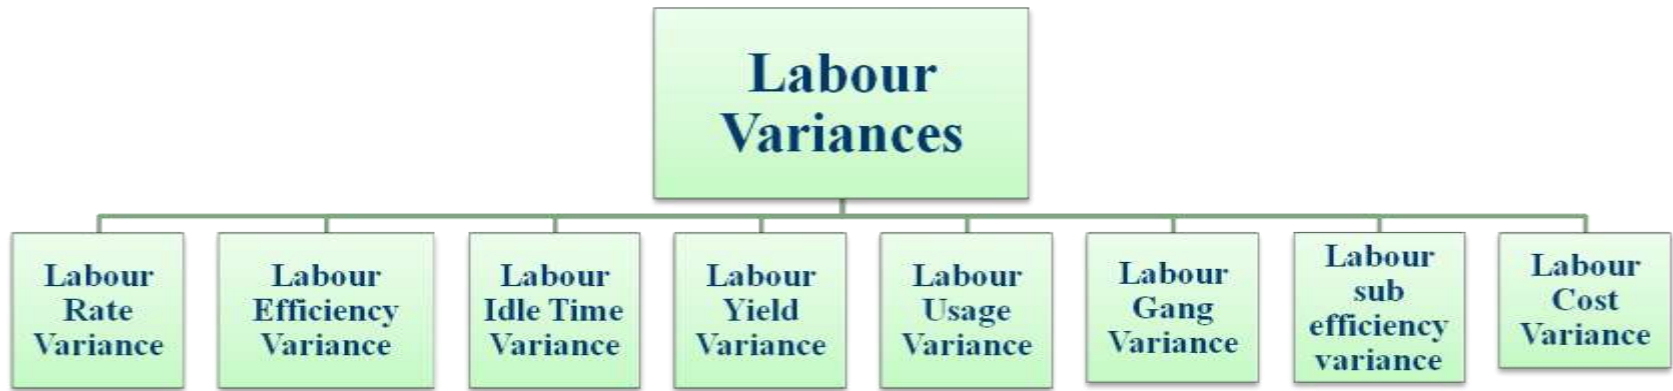 Labour
Variances
Labour
Rate
Variance
Labour
Efficiency
Variance
Labour
Idle Time
Variance
Labour
Yield
Variance
Labour
Usage
Variance
Labour
Gang
Variance
Labour
sub
efficiency
variance
Labour
Cost
Variance